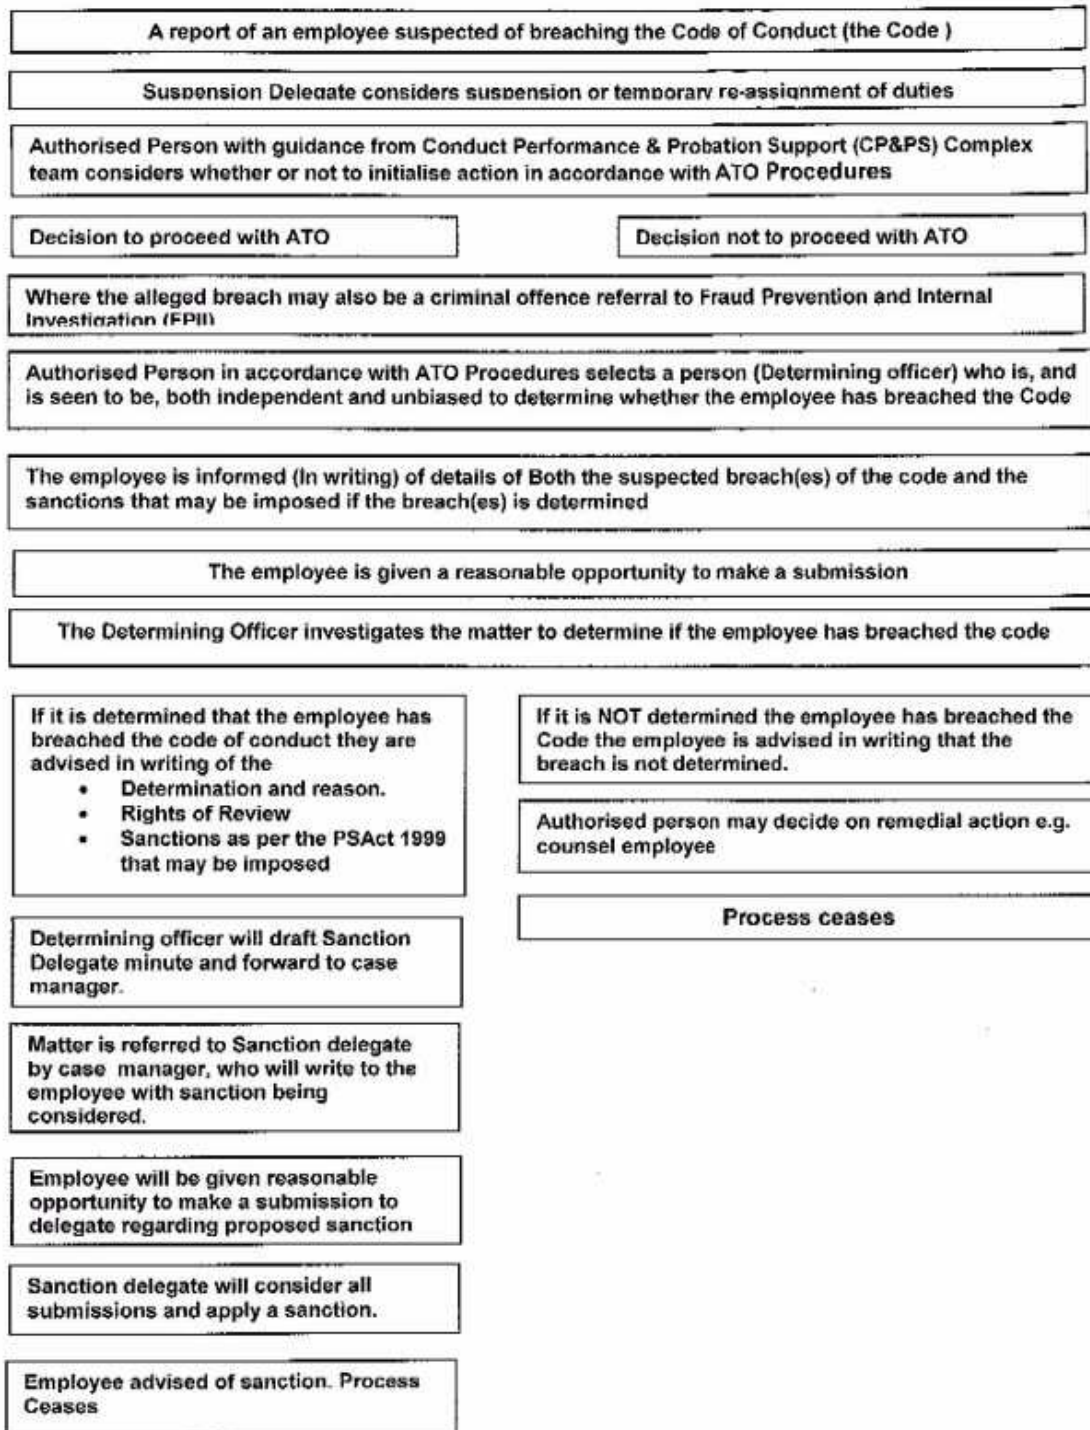 A report of an employee suspected of breaching the Code of Conduct (the Code )
Suspension Delegate considers suspension or temporary re-assignment of duties
Authorised Person with guidance from Conduct Performance & Probation Support (CP&PS) Complex
team considers whether or not to initialise action in accordance with ATO Procedures
Decision to proceed with ATO
Decision not to proceed with ATO
Where the alleged breach may also be a criminal offence referral to Fraud Prevention and Internal
Investigation (FPII)
Authorised Person in accordance with ATO Procedures selects a person (Determining officer) who is, and
is seen to be, both independent and unbiased to determine whether the employee has breached the Code
The employee is informed (In writing) of details of Both the suspected breach(es) of the code and the
sanctions that may be imposed if the breach(es) is determined
The employee is given a reasonable opportunity to make a submission
The Determining Officer investigates the matter to determine if the employee has breached the code
If it is determined that the employee has
breached the code of conduct they are
advised in writing of the
• Determination and reason.
• Rights of Review
• Sanctions as per the PSAct 1999
that may be imposed
Determining officer will draft Sanction
Delegate minute and forward to case
manager.
Matter is referred to Sanction delegate
by case manager, who will write to the
employee with sanction being
considered.
Employee will be given reasonable
opportunity to make a submission to
delegate regarding proposed sanction
Sanction delegate will consider all
submissions and apply a sanction.
Employee advised of sanction. Process
Ceases
If it is NOT determined the employee has breached the
Code the employee is advised in writing that the
breach is not determined.
Authorised person may decide on remedial action e.g.
counsel employee
Process ceases